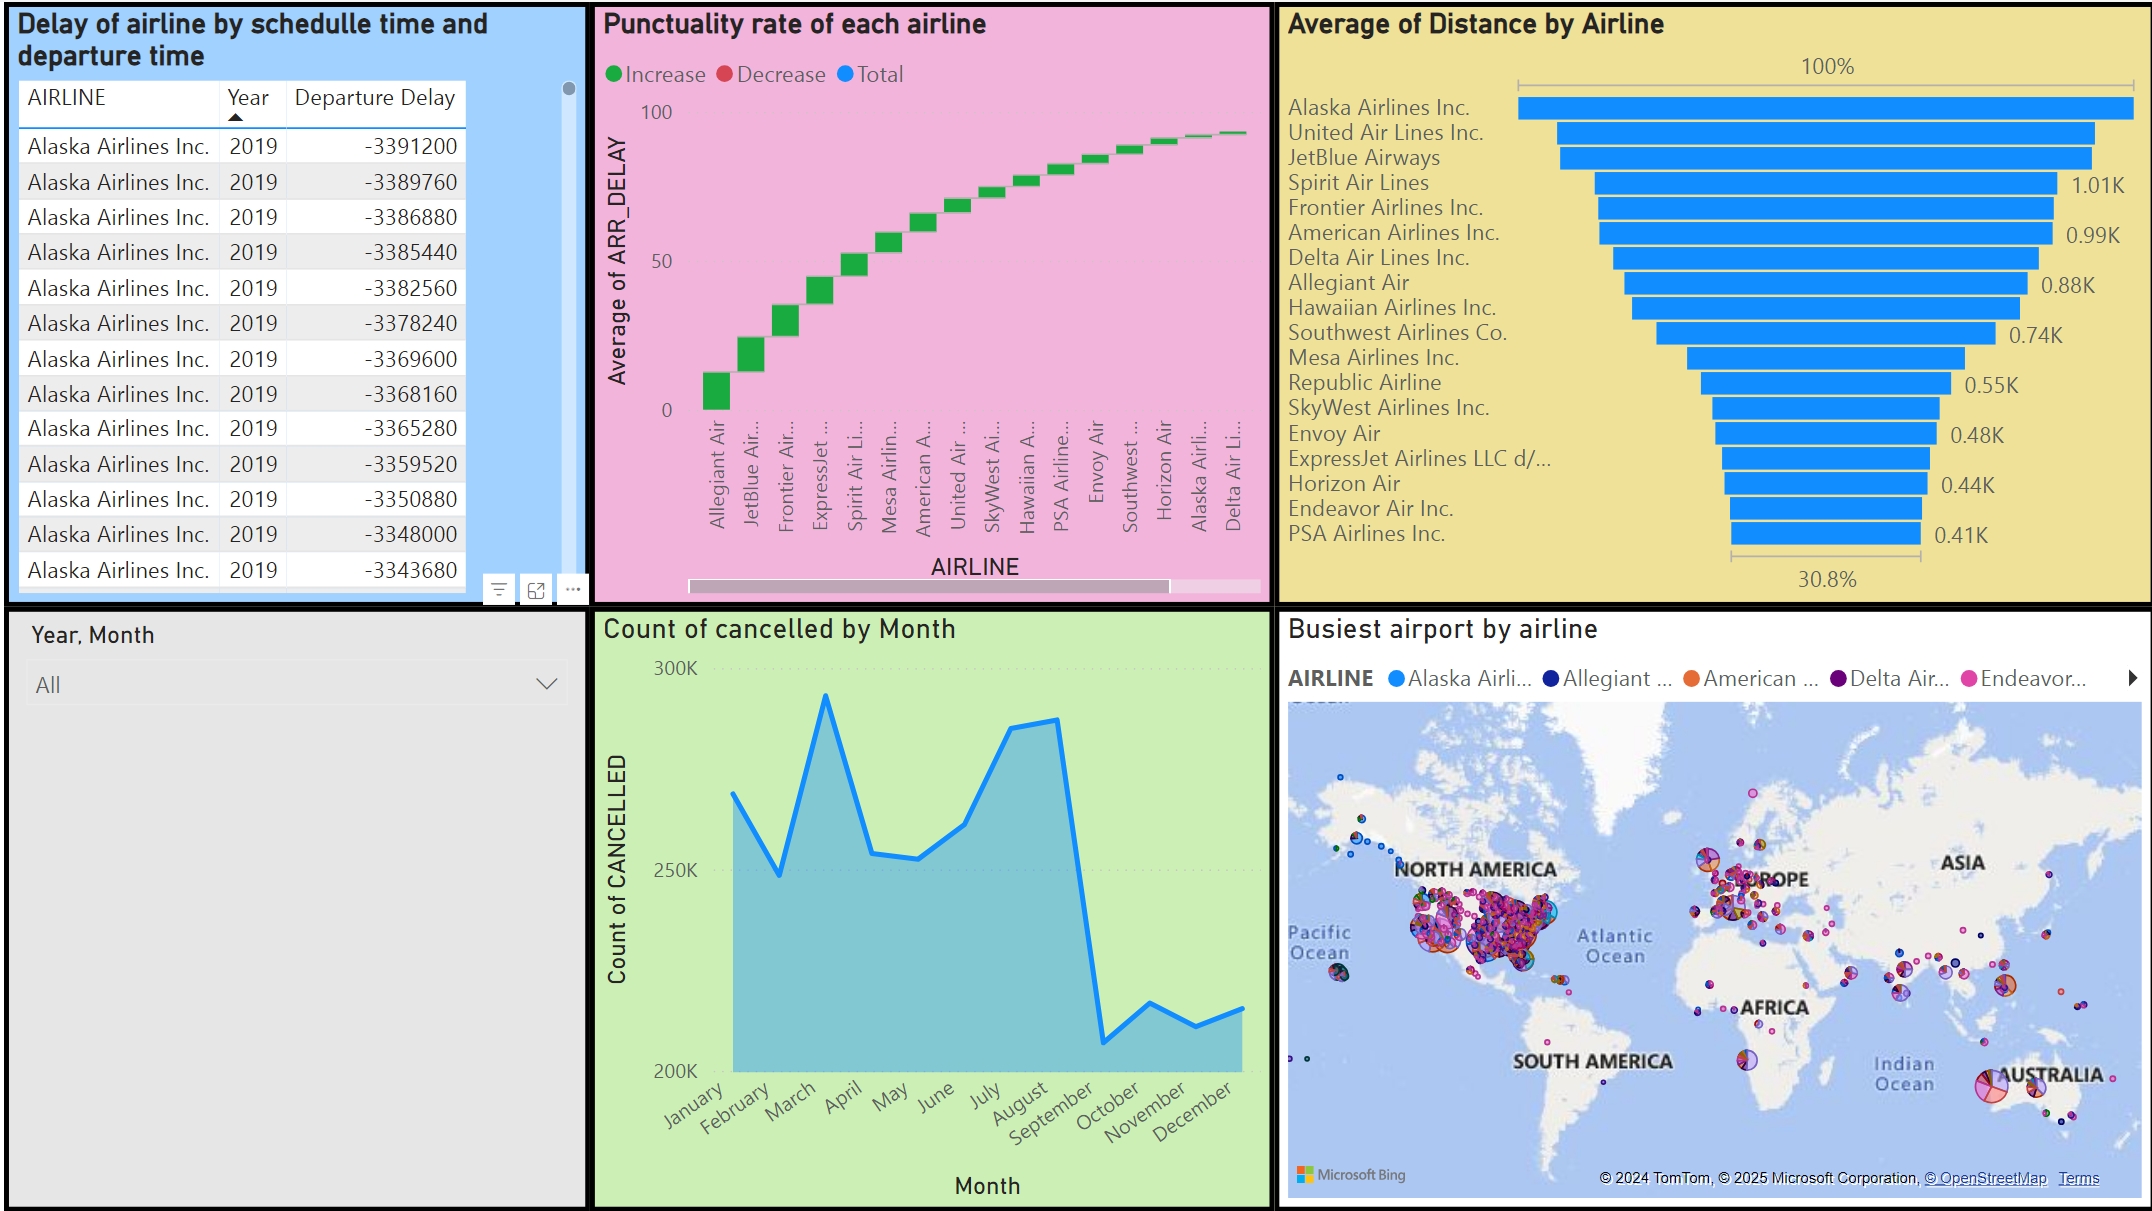 Delay of airline by schedulle time and
departure time
AIRLINE Year Departure Delay
Alaska Airlines Inc. 2019 -3391200
Alaska Airlines Inc. 2019 -3389760
Alaska Airlines Inc. 2019 -3386880
Alaska Airlines Inc. 2019 -3385440
Alaska Airlines Inc. 2019 -3382560
Alaska Airlines Inc. 2019 -3378240
Alaska Airlines Inc. 2019 -3369600
Alaska Airlines Inc. 2019 -3368160
Alaska Airlines Inc. 2019 -3365280
Alaska Airlines Inc. 2019 -3359520
Alaska Airlines Inc. 2019 -3350880
Alaska Airlines Inc. 2019 -3348000
Alaska Airlines Inc. 2019 -3343680
Punctuality rate of each airline
Increase Decrease Total
Average of ARR_DELAY
100
50
0
Allegiant Air
JetBlue Air...
Frontier Air...
ExpressJet ...
Spirit Air Li...
Mesa Airlin...
American A...
United Air ...
SkyWest Ai...
Hawaiian A...
PSA Airline...
Envoy Air
Southwest ...
Horizon Air
Alaska Airli...
Delta Air Li...
AIRLINE
Average of Distance by Airline
100%
Alaska Airlines Inc.
United Air Lines Inc.
JetBlue Airways
Spirit Air Lines 1.01K
Frontier Airlines Inc.
American Airlines Inc. 0.99K
Delta Air Lines Inc.
Allegiant Air 0.88K
Hawaiian Airlines Inc.
Southwest Airlines Co. 0.74K
Mesa Airlines Inc.
Republic Airline 0.55K
SkyWest Airlines Inc.
Envoy Air 0.48K
ExpressJet Airlines LLC d/...
Horizon Air 0.44K
Endeavor Air Inc.
PSA Airlines Inc. 0.41K
30.8%
Year, Month
All
Count of cancelled by Month
Count of CANCELLED
300K
250K
200K
January
February
March
April
May
June
July
August
September
October
November
December
Month
Busiest airport by airline
AIRLINE Alaska Airli... Allegiant ... American ... Delta Air... Endeavor...
NORTH AMERICA
EUROPE
ASIA
Pacific
Ocean
Atlantic
Ocean
AFRICA
SOUTH AMERICA
Indian
Ocean
AUSTRALIA
Microsoft Bing
© 2024 TomTom, © 2025 Microsoft Corporation, © OpenStreetMap Terms